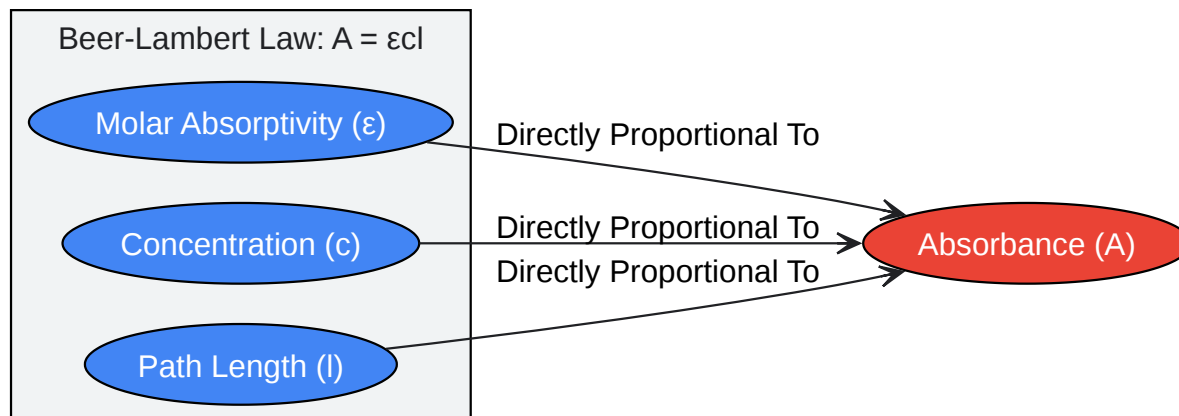 Beer-Lambert Law: A = εcl
Molar Absorptivity (ε)
Directly Proportional To
Concentration (c)
Directly Proportional To
Absorbance (A)
Directly Proportional To
Path Length (l)